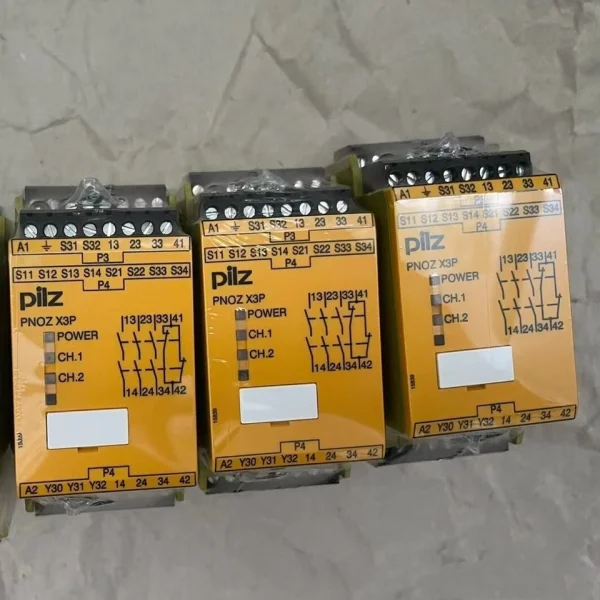 A1 ⏚ S31 S32 13 23 33 41
P3
S11 S12 S13 S14 S21 S22 S33 S34
P4
pilz
PNOZ X3P
POWER
CH.1
CH.2
13 23 33 41
14 24 34 42
P4
A2 Y30 Y31 Y32 14 24 34 42
A1 ⏚ S31 S32 13 23 33 41
P3
S11 S12 S13 S14 S21 S22 S33 S34
P4
pilz
PNOZ X3P
POWER
CH.1
CH.2
13 23 33 41
14 24 34 42
P4
A2 Y30 Y31 Y32 14 24 34 42
A1 ⏚ S31 S32 13 23 33 41
P3
S11 S12 S13 S14 S21 S22 S33 S34
P4
pilz
PNOZ X3P
POWER
CH.1
CH.2
13 23 33 41
14 24 34 42
P4
A2 Y30 Y31 Y32 14 24 34 42